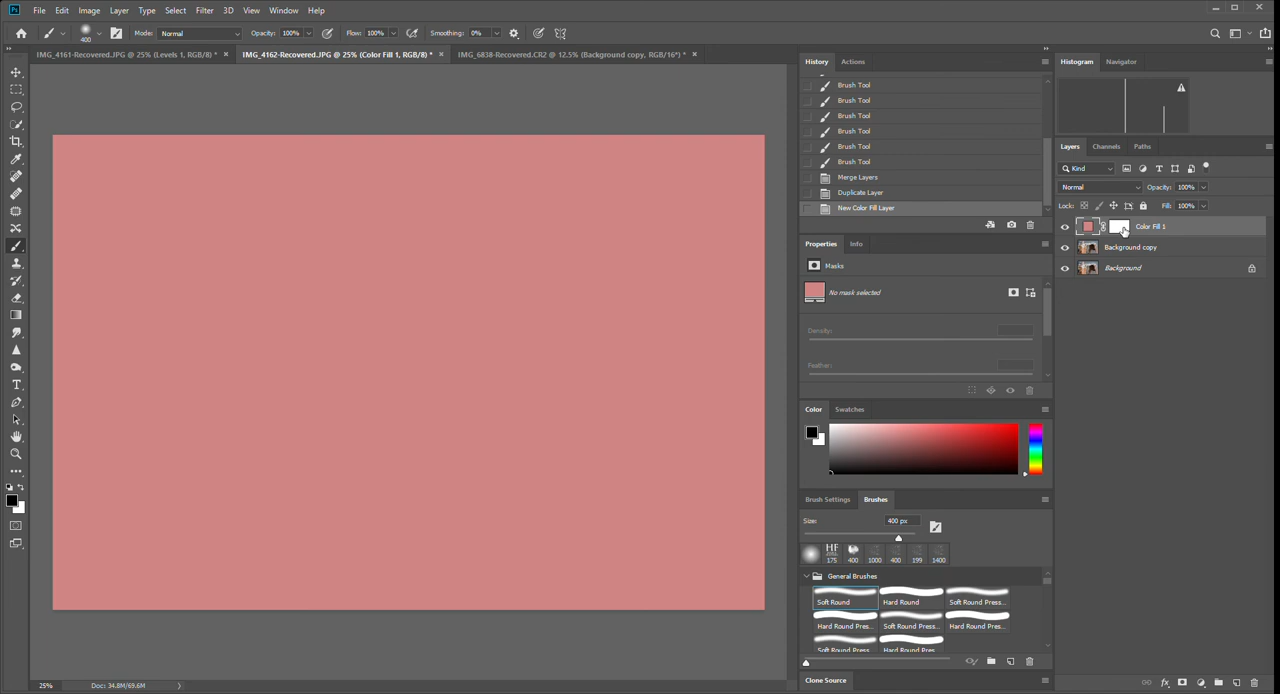 Ps File Edit Image Layer Type Select Filter 3D View Window Help
400 Mode: Normal Opacity: 100% Flow: 100% Smoothing: 0%
IMG_4161-Recovered.JPG @ 25% (Levels 1, RGB/8) * × IMG_4162-Recovered.JPG @ 25% (Color Fill 1, RGB/8) * × IMG_6838-Recovered.CR2 @ 12.5% (Background copy, RGB/16*) * ×
History Actions
Brush Tool
Brush Tool
Brush Tool
Brush Tool
Brush Tool
Brush Tool
Merge Layers
Duplicate Layer
New Color Fill Layer
Properties Info
Masks
No mask selected
Density:
Feather:
Color Swatches
Brush Settings Brushes
Size: 400 px
175 400 1000 400 199 1400
General Brushes
Soft Round Hard Round Soft Round Press...
Hard Round Pres... Soft Round Press... Hard Round Pres...
Soft Round Press Hard Round Pres
Clone Source
Histogram Navigator
Layers Channels Paths
Kind
Normal Opacity: 100%
Lock: Fill: 100%
Color Fill 1
Background copy
Background
25% Doc: 34.8M/69.6M